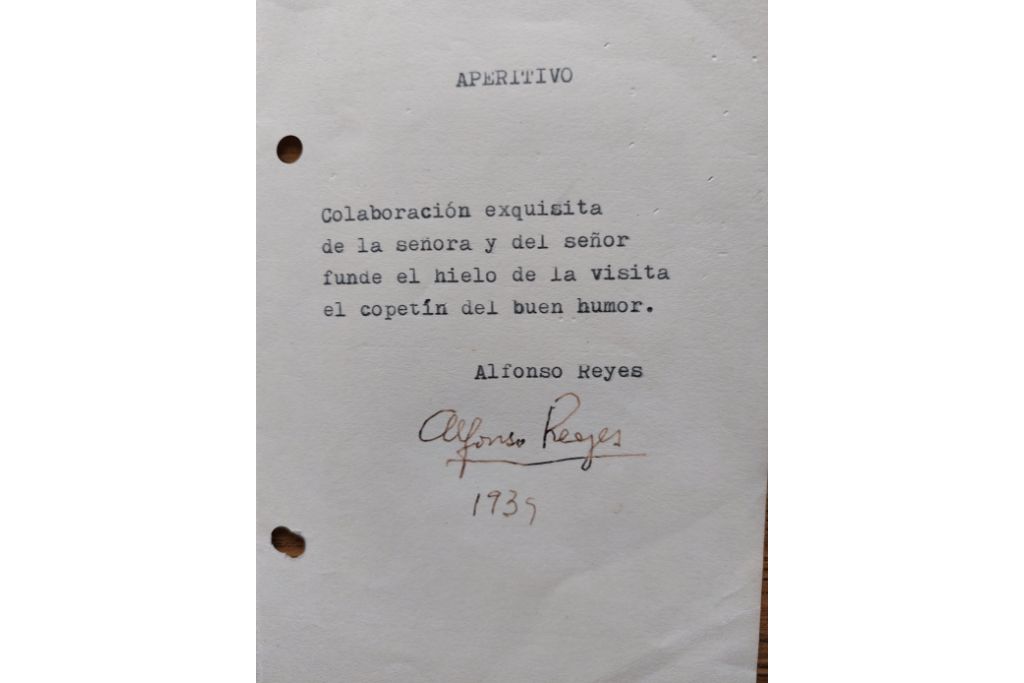 APERITIVO
Colaboración exquisita
de la señora y del señor
funde el hielo de la visita
el copetín del buen humor.
Alfonso Reyes
Alfonso Reyes
1939